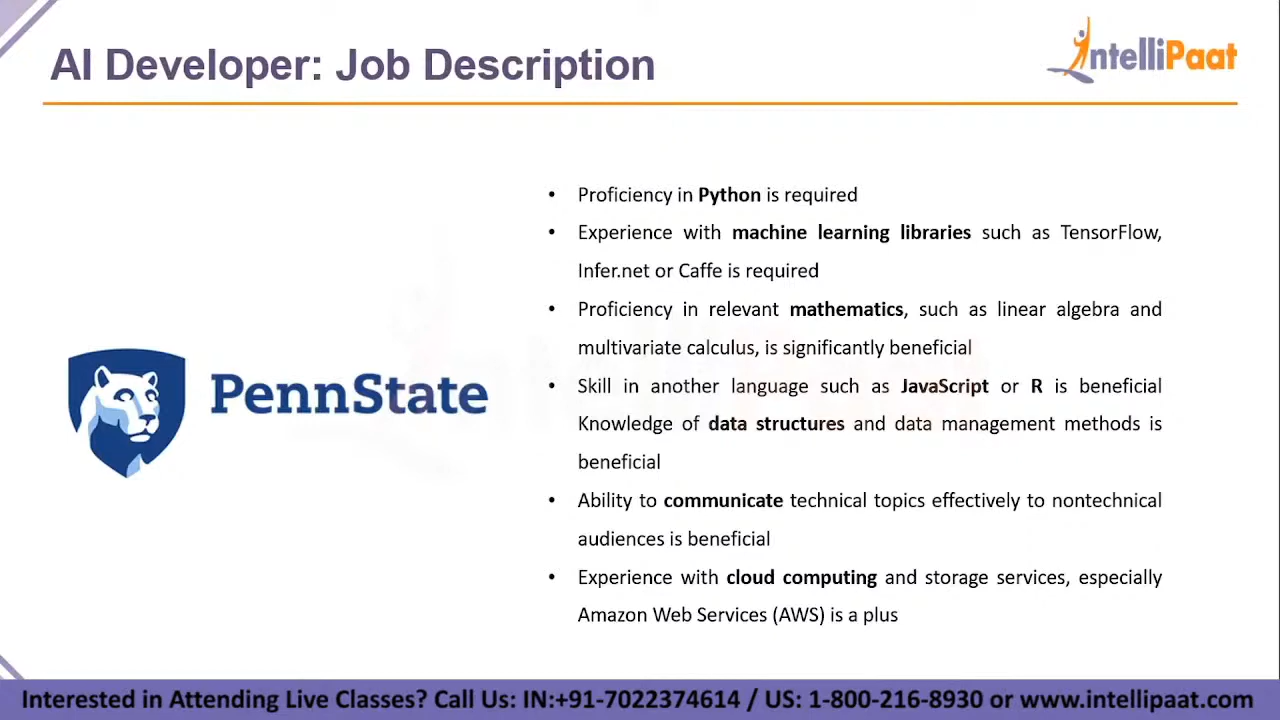 AI Developer: Job Description
IntelliPaat
• Proficiency in Python is required
• Experience with machine learning libraries such as TensorFlow,
Infer.net or Caffe is required
• Proficiency in relevant mathematics, such as linear algebra and
multivariate calculus, is significantly beneficial
• Skill in another language such as JavaScript or R is beneficial
Knowledge of data structures and data management methods is
beneficial
• Ability to communicate technical topics effectively to nontechnical
audiences is beneficial
• Experience with cloud computing and storage services, especially
Amazon Web Services (AWS) is a plus
PennState
Interested in Attending Live Classes? Call Us: IN:+91-7022374614 / US: 1-800-216-8930 or www.intellipaat.com